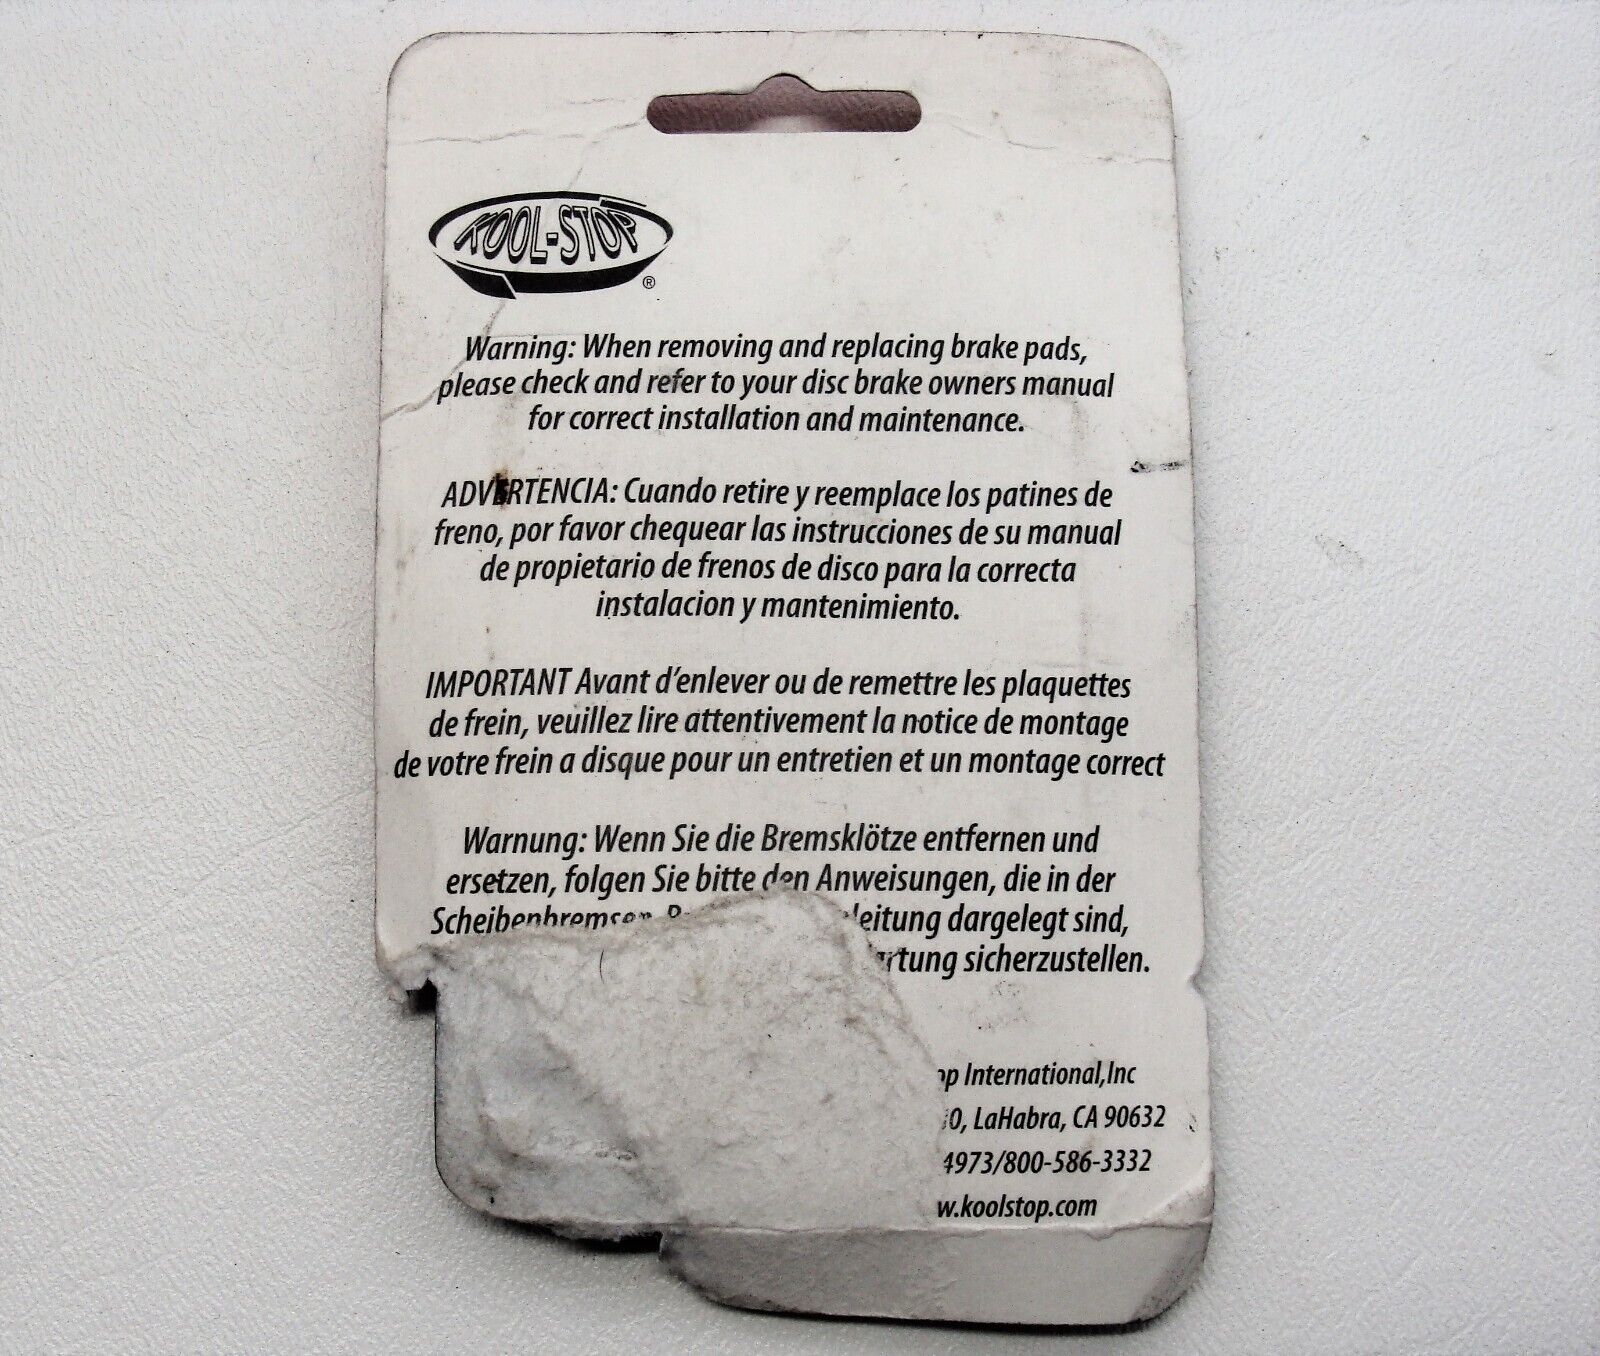 KOOL-STOP
®
Warning: When removing and replacing brake pads,
please check and refer to your disc brake owners manual
for correct installation and maintenance.
ADVERTENCIA: Cuando retire y reemplace los patines de
freno, por favor chequear las instrucciones de su manual
de propietario de frenos de disco para la correcta
instalacion y mantenimiento.
IMPORTANT Avant d'enlever ou de remettre les plaquettes
de frein, veuillez lire attentivement la notice de montage
de votre frein a disque pour un entretien et un montage correct
Warnung: Wenn Sie die Bremsklötze entfernen und
ersetzen, folgen Sie bitte den Anweisungen, die in der
Scheibenbremsen leitung dargelegt sind,
rtung sicherzustellen.
op International,Inc
0, LaHabra, CA 90632
4973/800-586-3332
w.koolstop.com